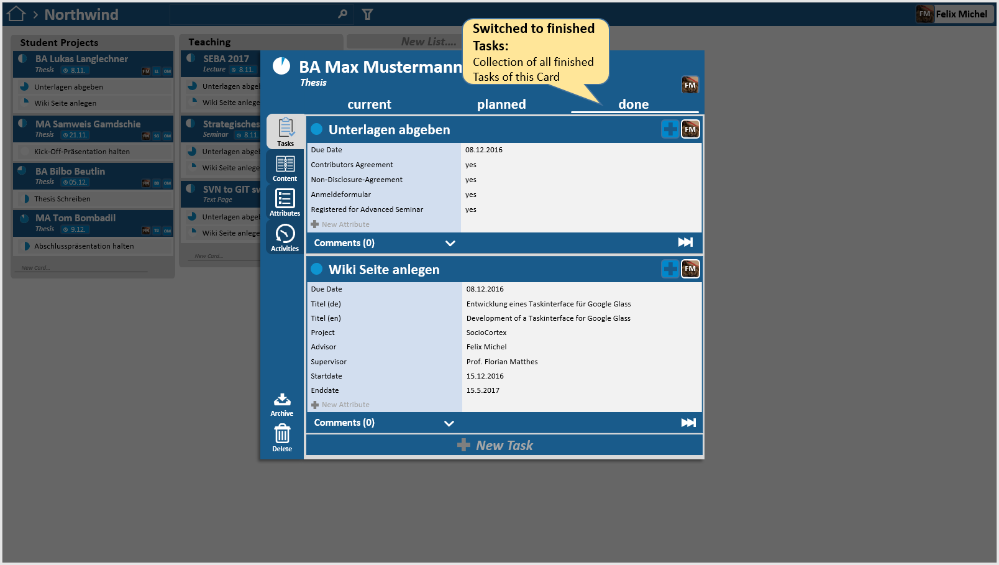 Northwind
FM Felix Michel
Switched to finished
Tasks:
Collection of all finished
Tasks of this Card
Student Projects
BA Lukas Langlechner
Thesis 8.11.
FM LL OM
Unterlagen abgeben
Wiki Seite anlegen
MA Samweis Gamdschie
Thesis 21.11.
FM SG OM
Kick-Off-Präsentation halten
BA Bilbo Beutlin
Thesis 05.12.
FM BB OM
Thesis Schreiben
MA Tom Bombadil
Thesis 9.12.
FM TB OM
Abschlusspräsentation halten
New Card...
Teaching
SEBA 2017
Lecture 8.11.
Unterlagen abgel
Wiki Seite anlege
Strategisches
Seminar 8.11.
Unterlagen abgel
Wiki Seite anlege
SVN to GIT sw
Text Page
Unterlagen abgel
Wiki Seite anlege
New Card...
New List....
BA Max Mustermann
Thesis
FM
current planned done
Tasks
Content
Attributes
Activities
Archive
Delete
Unterlagen abgeben
FM
Due Date 08.12.2016
Contributors Agreement yes
Non-Disclosure-Agreement yes
Anmeldeformular yes
Registered for Advanced Seminar yes
New Attribute
Comments (0)
Wiki Seite anlegen
FM
Due Date 08.12.2016
Titel (de) Entwicklung eines Taskinterface für Google Glass
Titel (en) Development of a Taskinterface for Google Glass
Project SocioCortex
Advisor Felix Michel
Supervisor Prof. Florian Matthes
Startdate 15.12.2016
Enddate 15.5.2017
New Attribute
Comments (0)
New Task